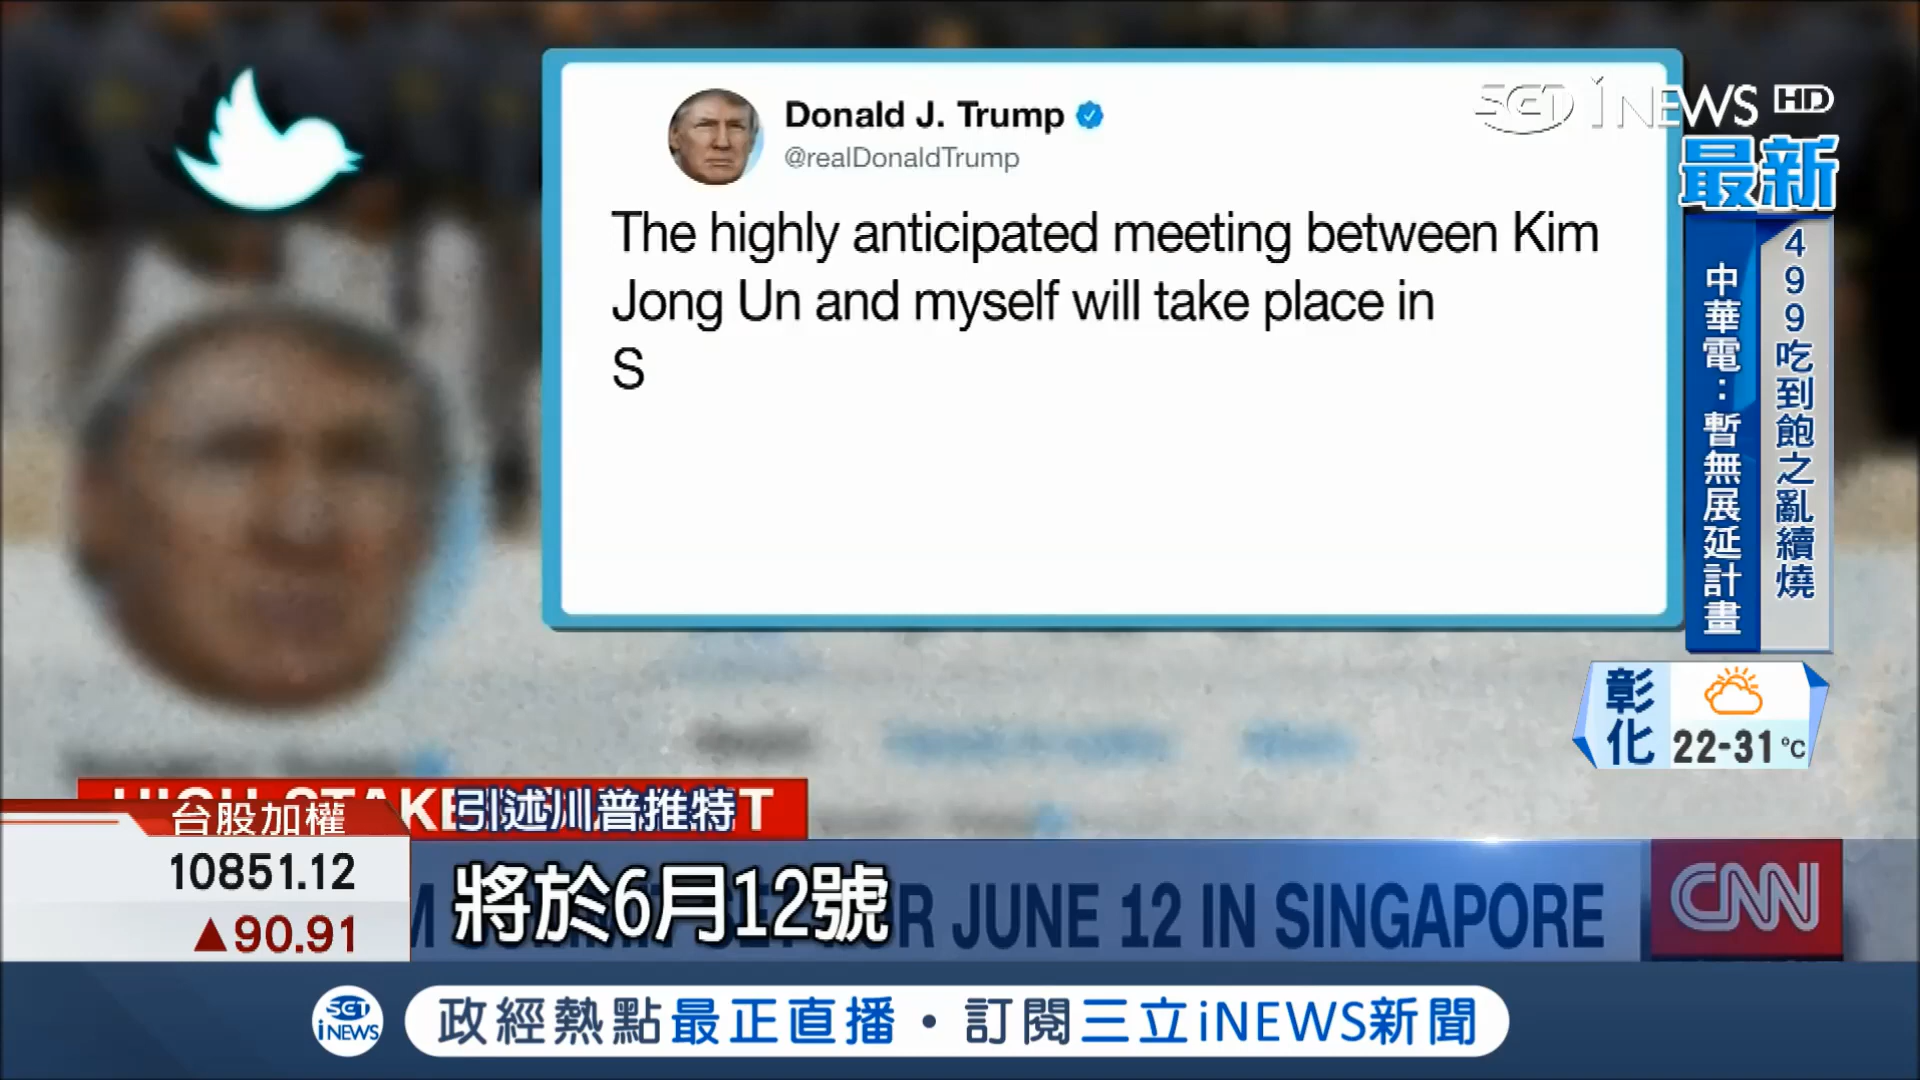 Donald J. Trump
@realDonaldTrump
The highly anticipated meeting between Kim
Jong Un and myself will take place in
S
SET iNEWS HD
最新
499吃到飽之亂續燒
中華電:暫無展延計畫
彰化
22-31°C
引述川普推特
台股加權
10851.12
▲90.91
將於6月12號
JUNE 12 IN SINGAPORE
CNN
SET
iNEWS
政經熱點最正直播・訂閱三立iNEWS新聞